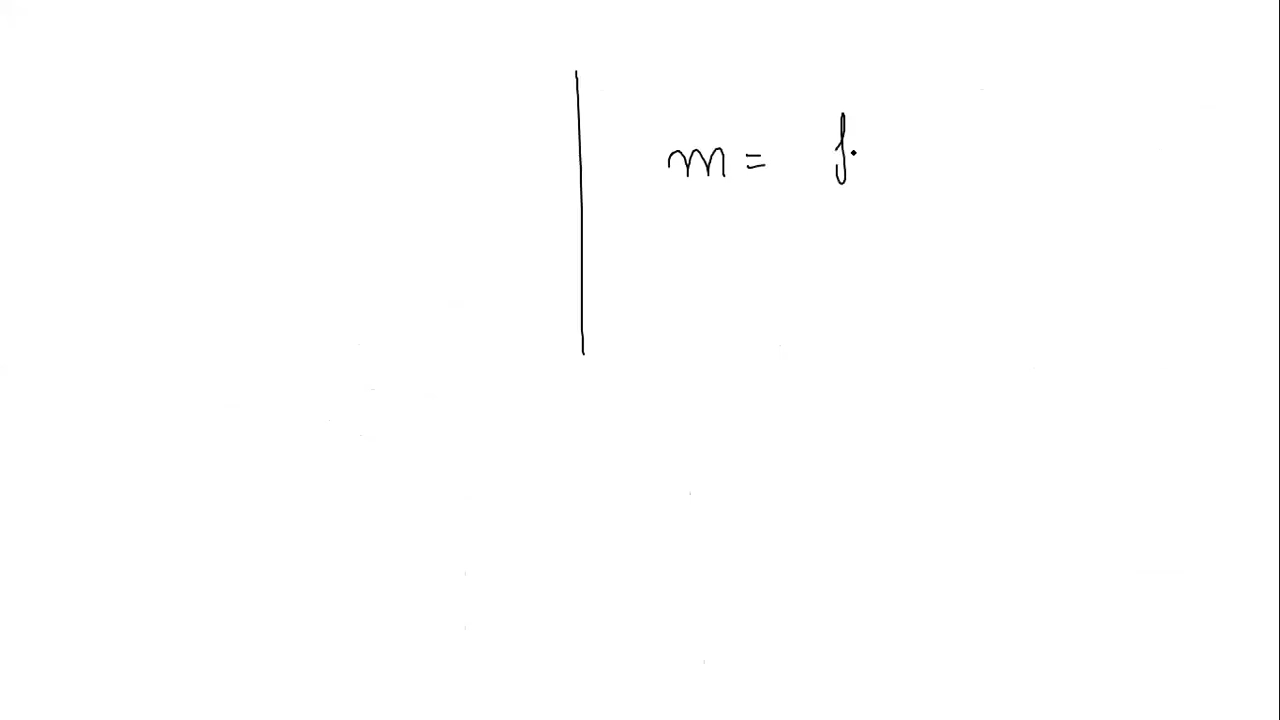 m = f.